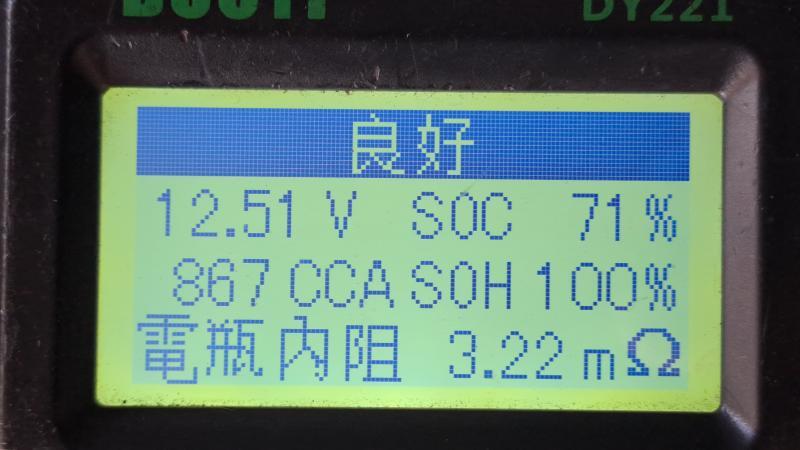 DY221
良好
12.51 V SOC 71%
867 CCA SOH 100%
電瓶內阻 3.22 mΩ